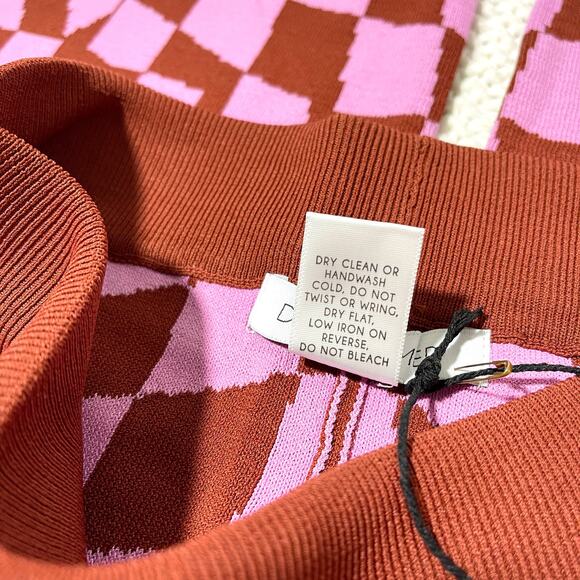 DRY CLEAN OR
HANDWASH
COLD, DO NOT
TWIST OR WRING,
DRY FLAT,
LOW IRON ON
REVERSE,
DO NOT BLEACH